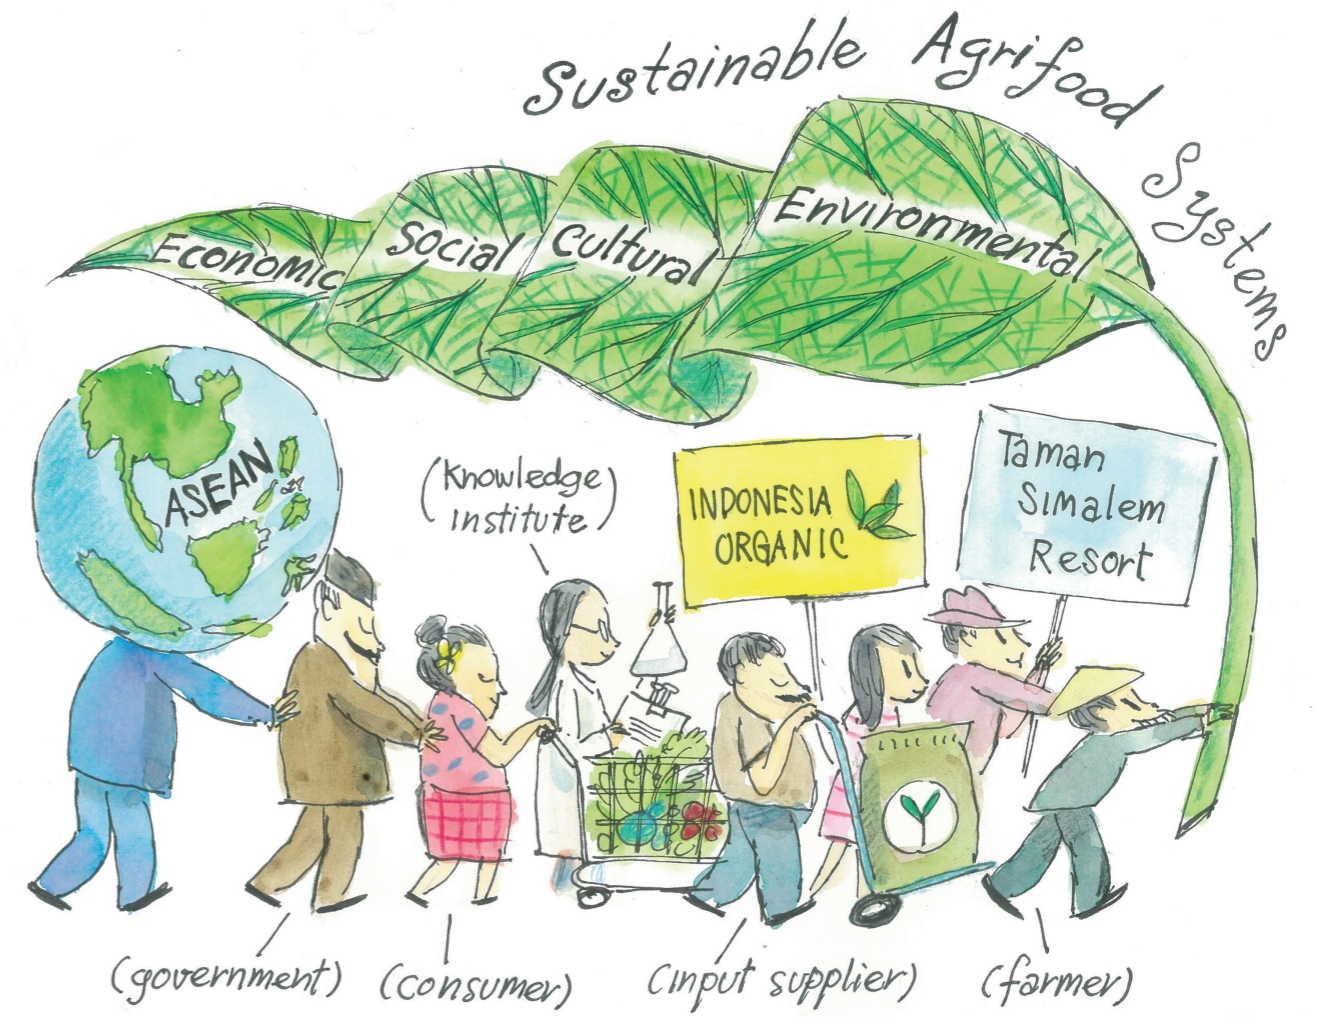 Sustainable Agrifood Systems
Economic
Social
Cultural
Environmental
ASEAN
(Knowledge
institute)
INDONESIA
ORGANIC
Taman
Simalem
Resort
(government)
(consumer)
(input supplier)
(farmer)